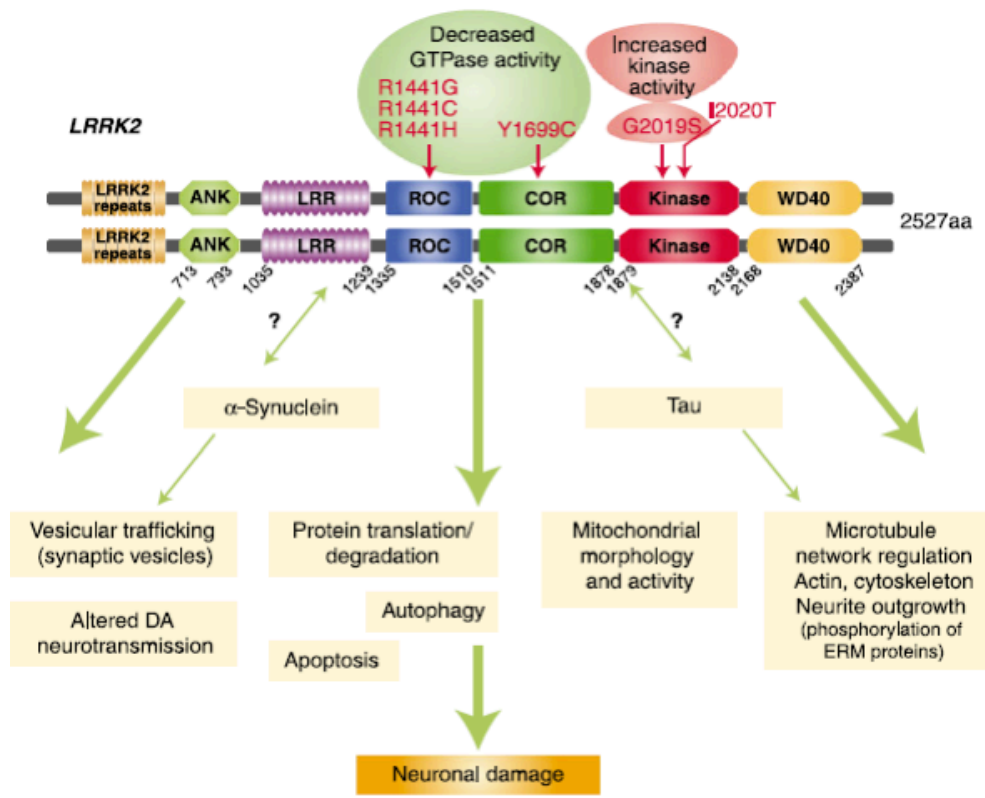 Decreased
GTPase activity
R1441G
R1441C
R1441H
Y1699C
Increased
kinase
activity
G2019S
I2020T
LRRK2
LRRK2
repeats
ANK
LRR
ROC
COR
Kinase
WD40
2527aa
LRRK2
repeats
ANK
LRR
ROC
COR
Kinase
WD40
713
793
1035
1239
1335
1510
1511
1878
1879
2138
2168
2387
?
?
α-Synuclein
Tau
Vesicular trafficking
(synaptic vesicles)
Altered DA
neurotransmission
Protein translation/
degradation
Autophagy
Apoptosis
Mitochondrial
morphology
and activity
Microtubule
network regulation
Actin, cytoskeleton
Neurite outgrowth
(phosphorylation of
ERM proteins)
Neuronal damage